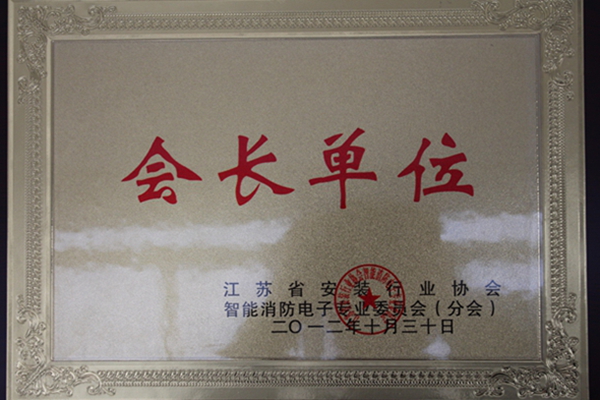 会长单位
江苏省安装行业协会
智能消防电子专业委员会（分会）
二〇一二年十月三十日